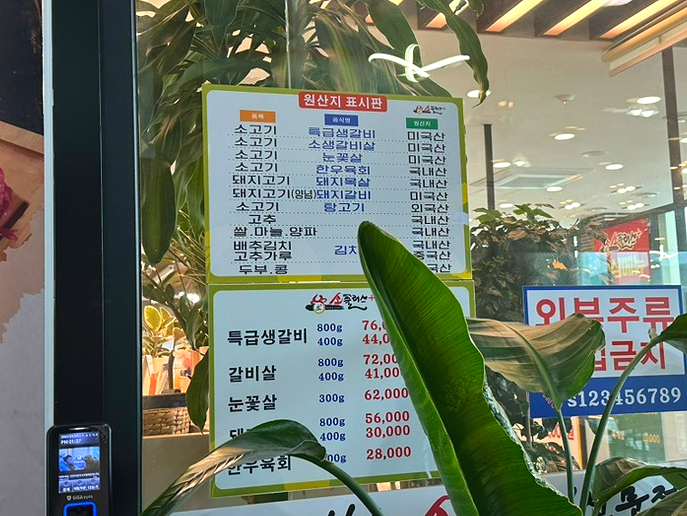 원산지 표시판
품목 음식명 원산지
소고기 특급생갈비 미국산
소고기 소생갈비살 미국산
소고기 눈꽃살 미국산
소고기 한우육회 국내산
돼지고기 돼지목살 국내산
돼지고기(양념)돼지갈비 미국산
소고기 탕고기 외국산
고추 국내산
쌀.마늘.양파 국내산
배추김치 김치 국내산
고추가루
두부.콩
특급생갈비 800g 76,0
400g 44,0
갈비살 800g 72,000
400g 41,000
눈꽃살 300g 62,000
800g 56,000
400g 30,000
한우육회 28,000
외부주류
금지
s123456789
PM 01:37